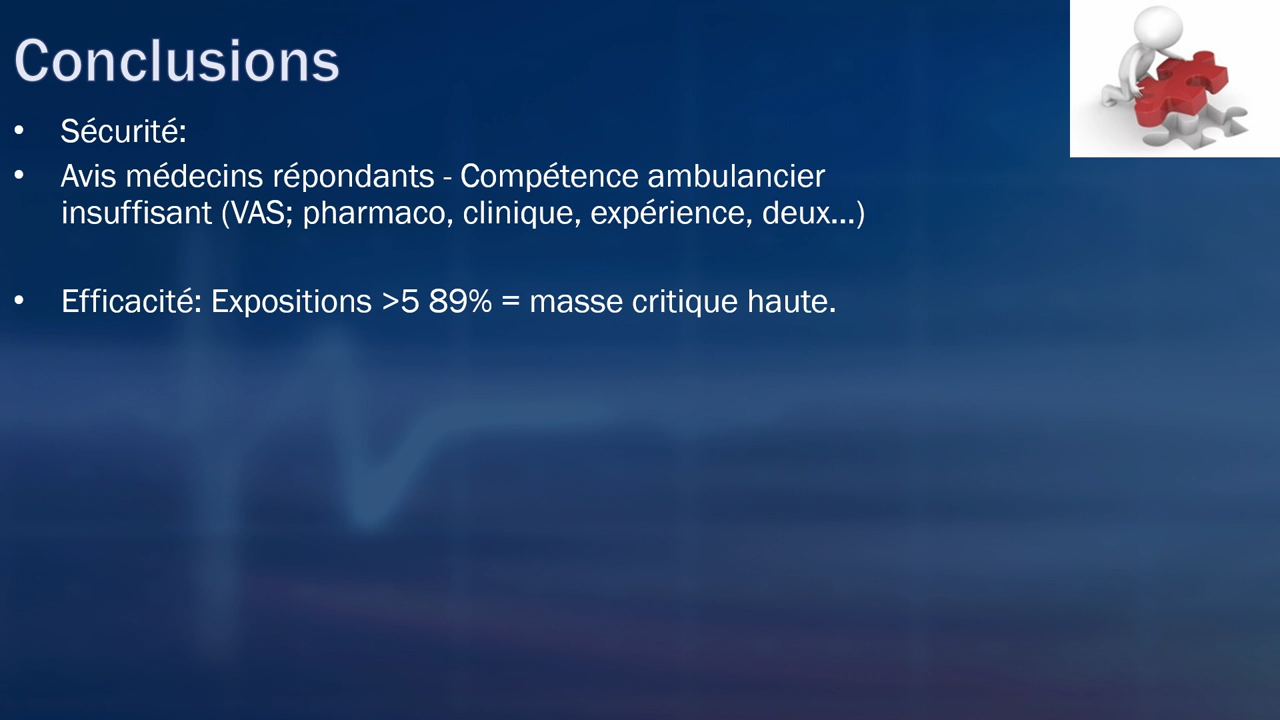 Conclusions
• Sécurité:
• Avis médecins répondants - Compétence ambulancier
insuffisant (VAS; pharmaco, clinique, expérience, deux...)
• Efficacité: Expositions >5 89% = masse critique haute.